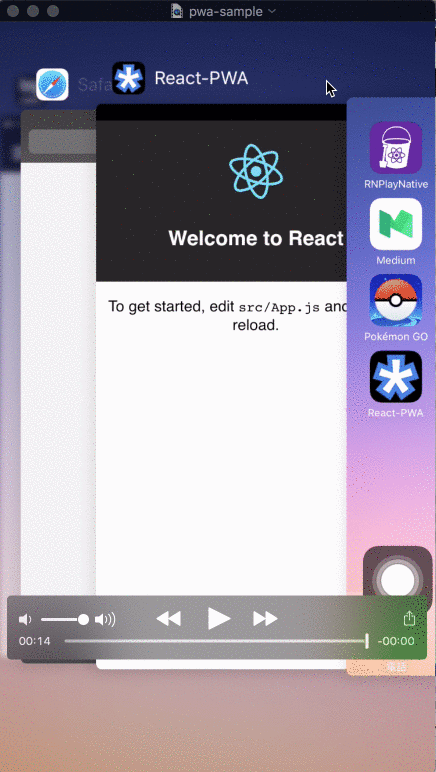 pwa-sample
Safa
React-PWA
RNPlayNative
Medium
Pokémon GO
React-PWA
Welcome to React
To get started, edit src/App.js and
reload.
00:14
-00:00